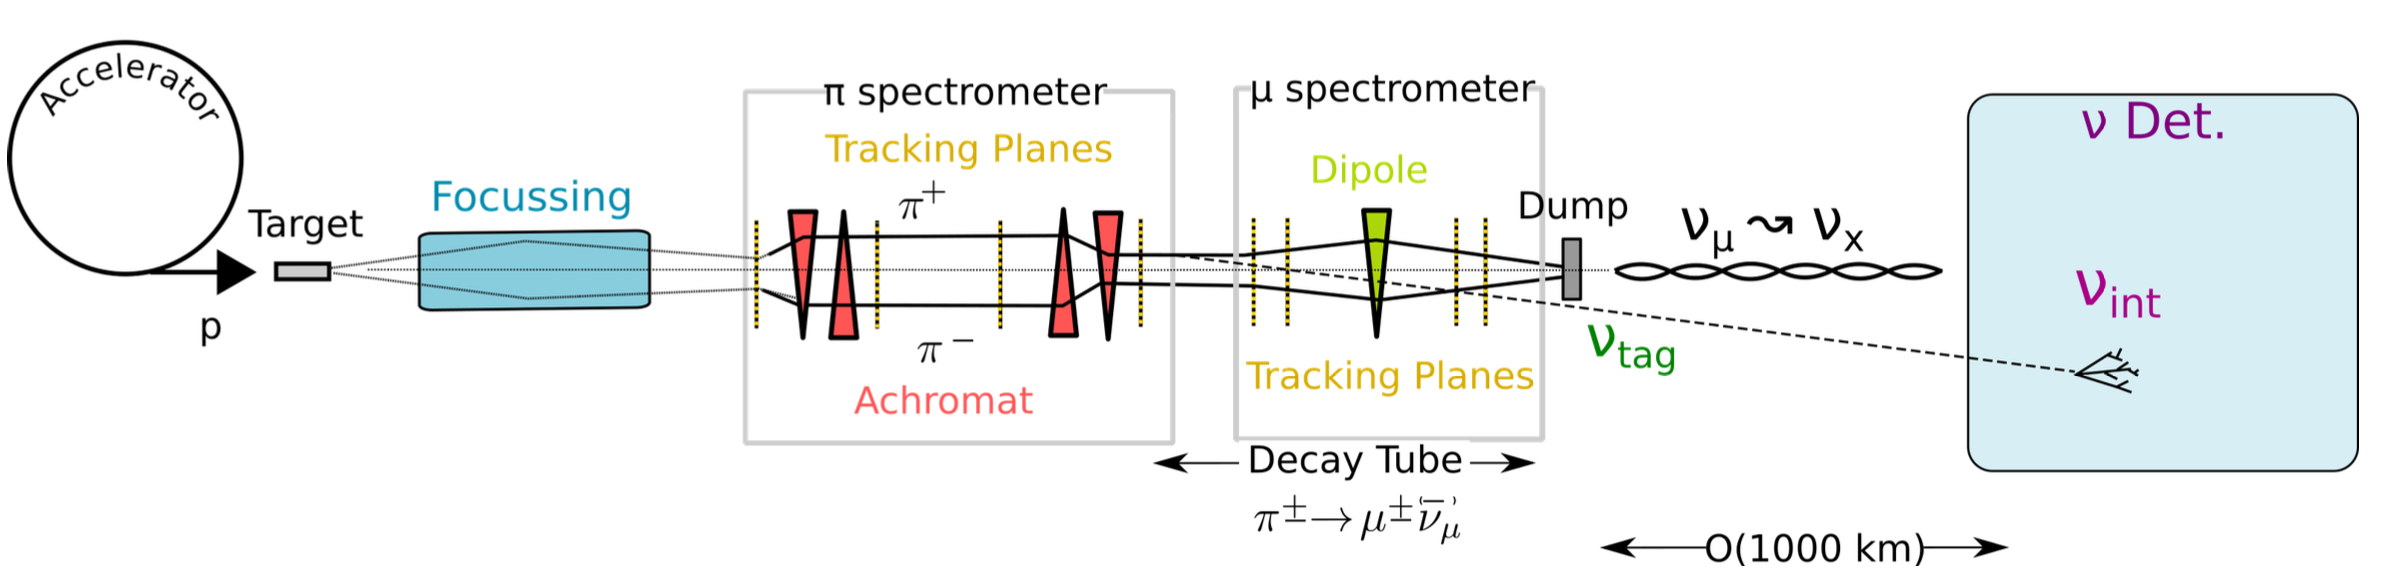 Accelerator
p
Target
Focussing
π spectrometer
Tracking Planes
π⁺
π⁻
Achromat
μ spectrometer
Dipole
Tracking Planes
Decay Tube
π± → μ± ν̅μ
Dump
νμ ⤳ νx
νtag
O(1000 km)
ν Det.
νint